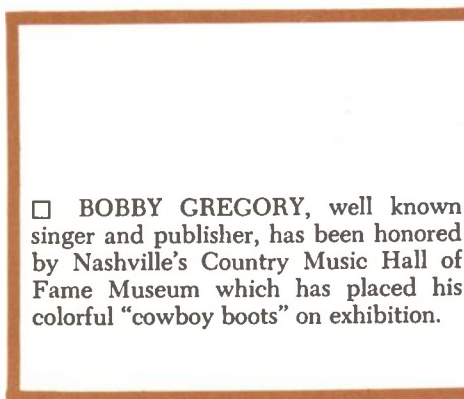 ☐ BOBBY GREGORY, well known
singer and publisher, has been honored
by Nashville's Country Music Hall of
Fame Museum which has placed his
colorful "cowboy boots" on exhibition.